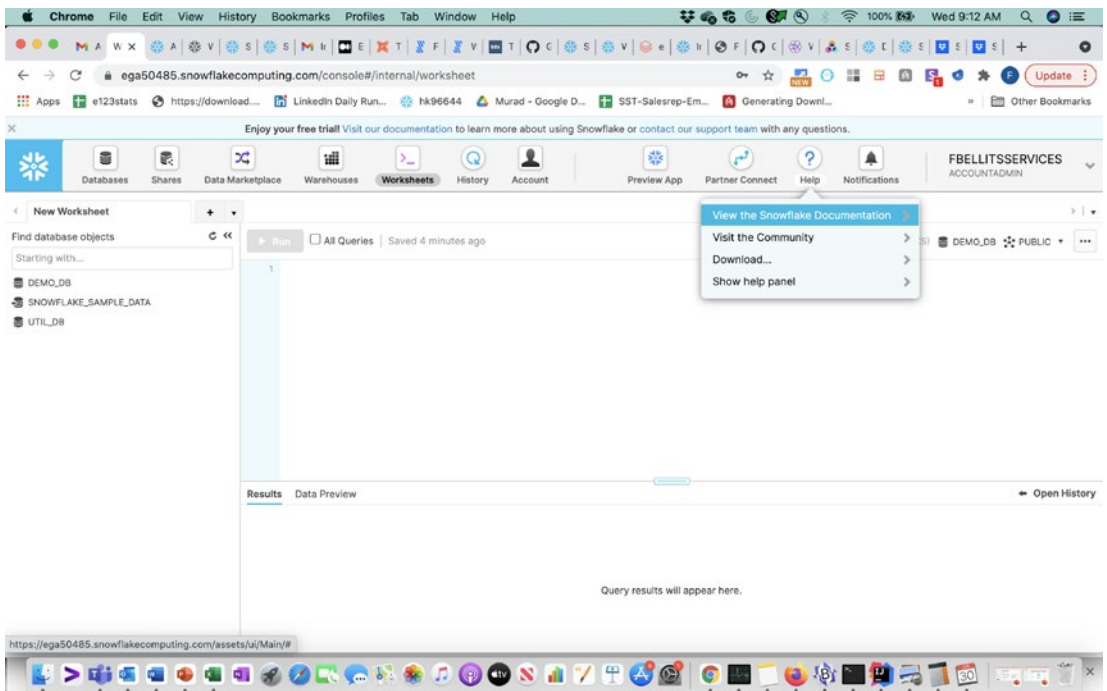 Chrome File Edit View History Bookmarks Profiles Tab Window Help 100% Wed 9:12 AM
M A W A V S S M E T F V T C S V e F C V S C S S S
ega50485.snowflakecomputing.com/console#/internal/worksheet NEW 1 F Update
Apps e123stats https://download.... LinkedIn Daily Run... hk96644 Murad - Google D... SST-Salesrep-Em... Generating Downl... » Other Bookmarks
Enjoy your free trial! Visit our documentation to learn more about using Snowflake or contact our support team with any questions.
Databases Shares Data Marketplace Warehouses Worksheets History Account Preview App Partner Connect Help Notifications
FBELLITSSERVICES
ACCOUNTADMIN
New Worksheet
View the Snowflake Documentation
Visit the Community
Download...
Show help panel
Find database objects
Run All Queries | Saved 4 minutes ago DEMO_DB PUBLIC ...
Starting with...
1
DEMO_DB
SNOWFLAKE_SAMPLE_DATA
UTIL_DB
Results Data Preview Open History
Query results will appear here.
https://ega50485.snowflakecomputing.com/assets/ui/Main/#
tv 30